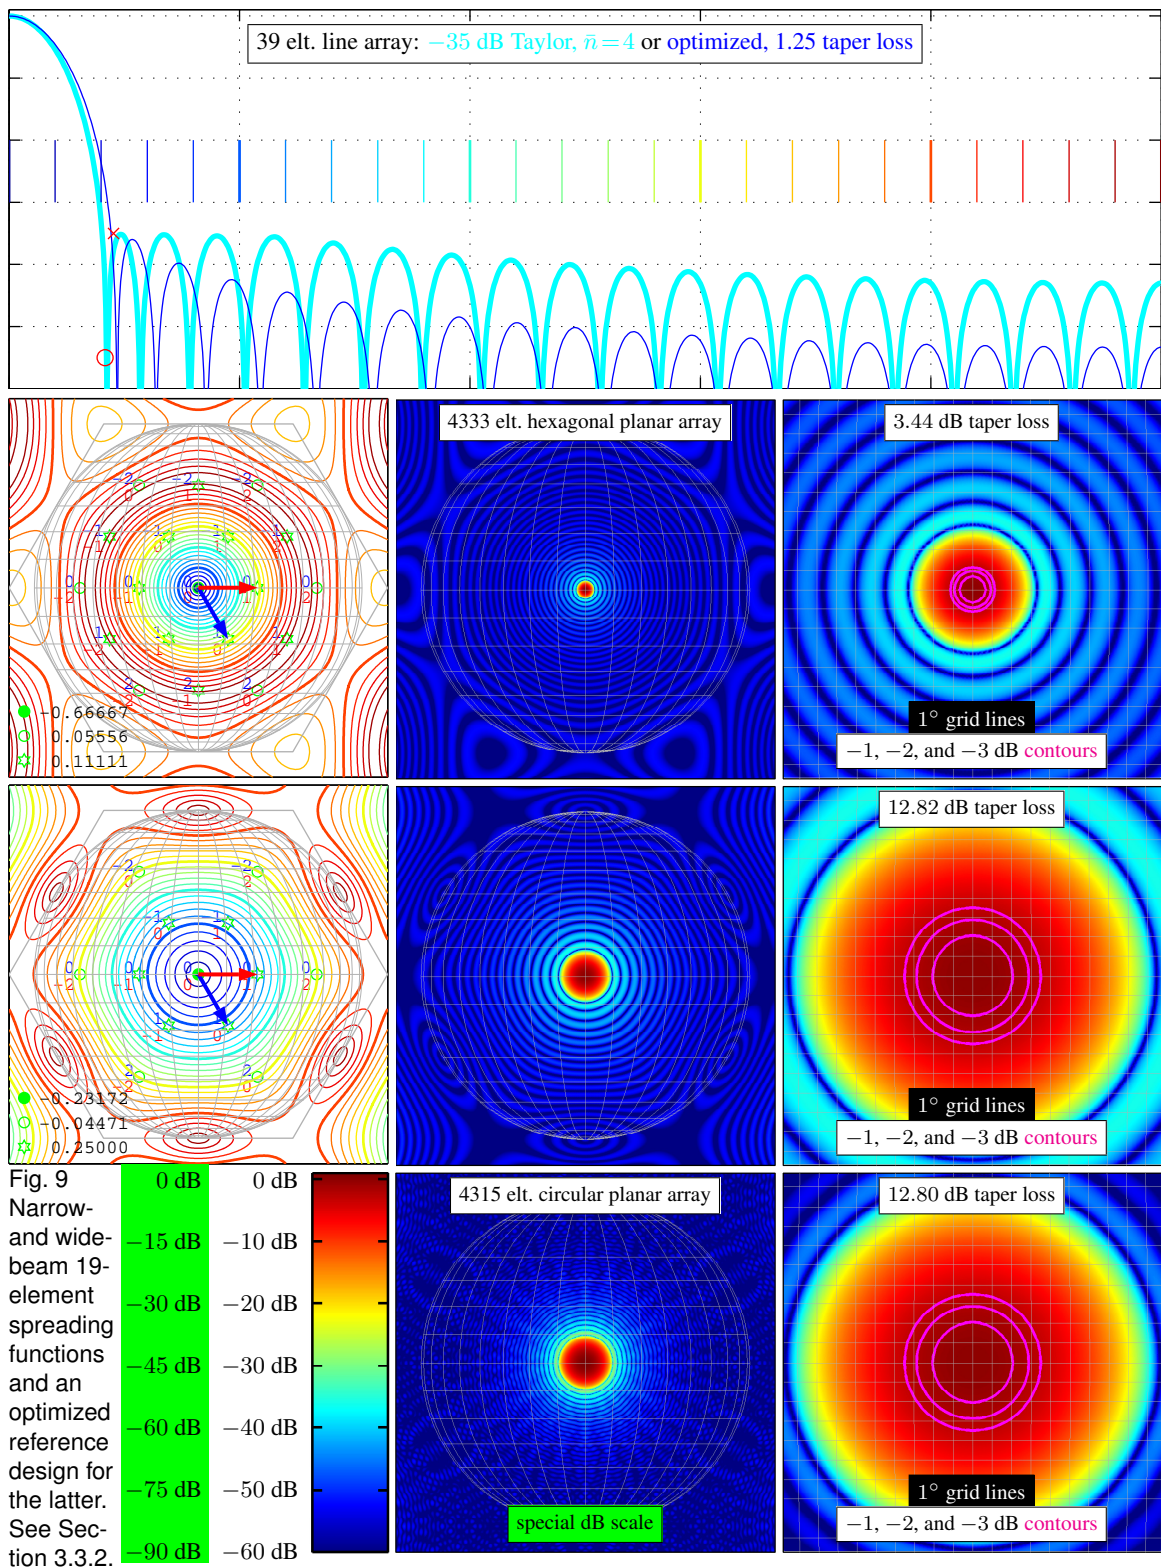 39 elt. line array: −35 dB Taylor, n̄=4 or optimized, 1.25 taper loss
4333 elt. hexagonal planar array
3.44 dB taper loss
−0.66667
0.05556
0.11111
1° grid lines
−1, −2, and −3 dB contours
12.82 dB taper loss
−0.23172
−0.04471
0.25000
1° grid lines
−1, −2, and −3 dB contours
Fig. 9
Narrow-
and wide-
beam 19-
element
spreading
functions
and an
optimized
reference
design for
the latter.
See Sec-
tion 3.3.2.
0 dB
−15 dB
−30 dB
−45 dB
−60 dB
−75 dB
−90 dB
0 dB
−10 dB
−20 dB
−30 dB
−40 dB
−50 dB
−60 dB
4315 elt. circular planar array
special dB scale
12.80 dB taper loss
1° grid lines
−1, −2, and −3 dB contours